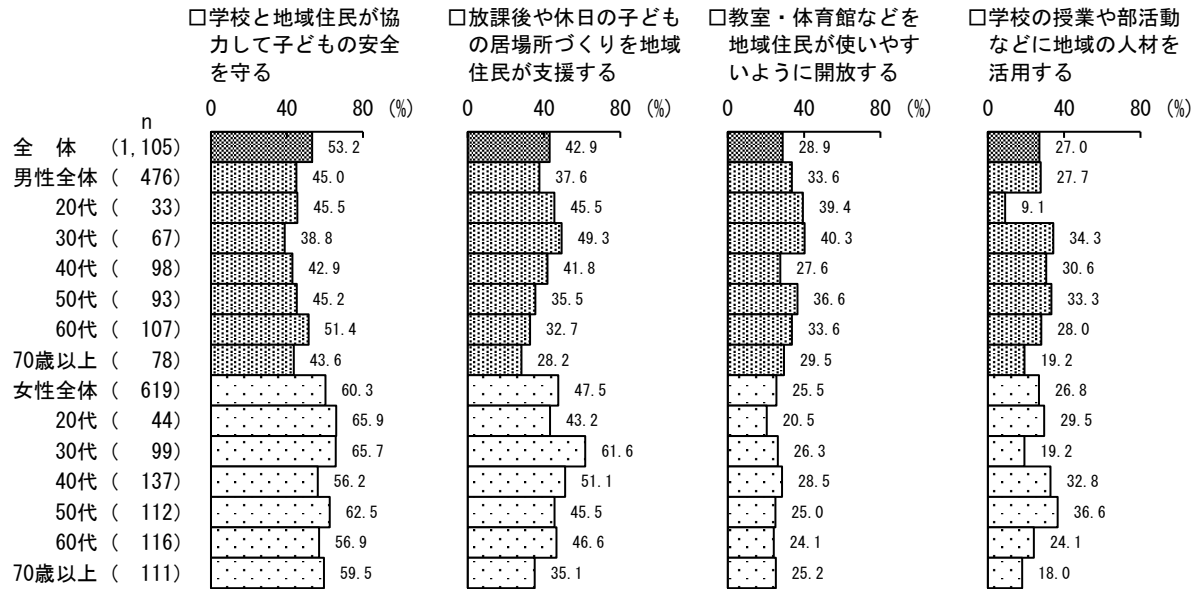 □学校と地域住民が協力して子どもの安全を守る
□放課後や休日の子どもの居場所づくりを地域住民が支援する
□教室・体育館などを地域住民が使いやすいように開放する
□学校の授業や部活動などに地域の人材を活用する
0 40 80 (%) 0 40 80 (%) 0 40 80 (%) 0 40 80 (%)
n
全　体 (1,105) 53.2 42.9 28.9 27.0
男性全体 ( 476) 45.0 37.6 33.6 27.7
20代 ( 33) 45.5 45.5 39.4 9.1
30代 ( 67) 38.8 49.3 40.3 34.3
40代 ( 98) 42.9 41.8 27.6 30.6
50代 ( 93) 45.2 35.5 36.6 33.3
60代 ( 107) 51.4 32.7 33.6 28.0
70歳以上 ( 78) 43.6 28.2 29.5 19.2
女性全体 ( 619) 60.3 47.5 25.5 26.8
20代 ( 44) 65.9 43.2 20.5 29.5
30代 ( 99) 65.7 61.6 26.3 19.2
40代 ( 137) 56.2 51.1 28.5 32.8
50代 ( 112) 62.5 45.5 25.0 36.6
60代 ( 116) 56.9 46.6 24.1 24.1
70歳以上 ( 111) 59.5 35.1 25.2 18.0